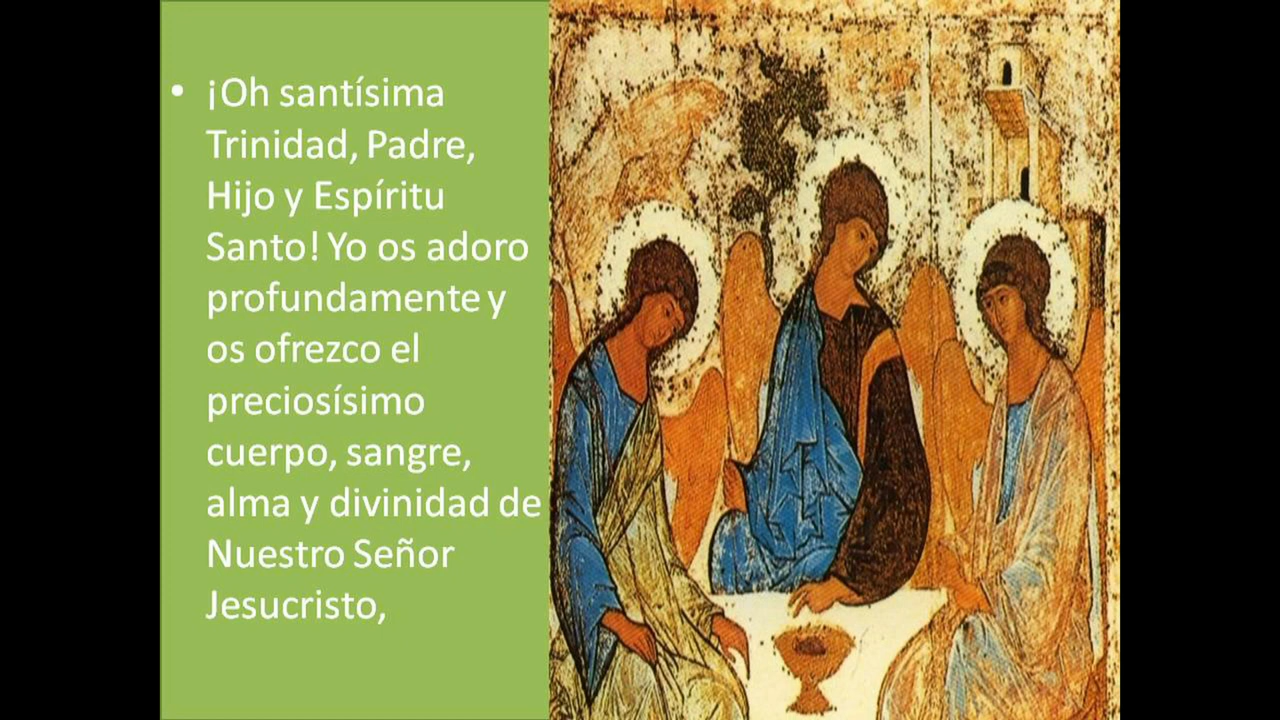 • ¡Oh santísima
Trinidad, Padre,
Hijo y Espíritu
Santo! Yo os adoro
profundamente y
os ofrezco el
preciosísimo
cuerpo, sangre,
alma y divinidad de
Nuestro Señor
Jesucristo,